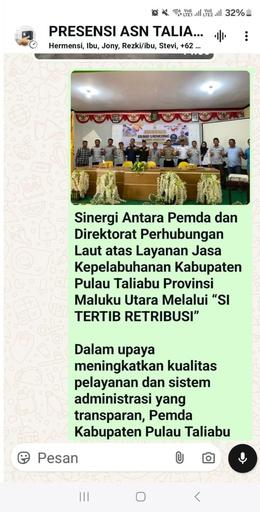 32%
PRESENSI ASN TALIA...
Hermensi, Ibu, Jony, Rezki/ibu, Stevi, +62 ...
Sinergi Antara Pemda dan
Direktorat Perhubungan
Laut atas Layanan Jasa
Kepelabuhanan Kabupaten
Pulau Taliabu Provinsi
Maluku Utara Melalui “SI
TERTIB RETRIBUSI”
Dalam upaya
meningkatkan kualitas
pelayanan dan sistem
administrasi yang
transparan, Pemda
Kabupaten Pulau Taliabu
Pesan